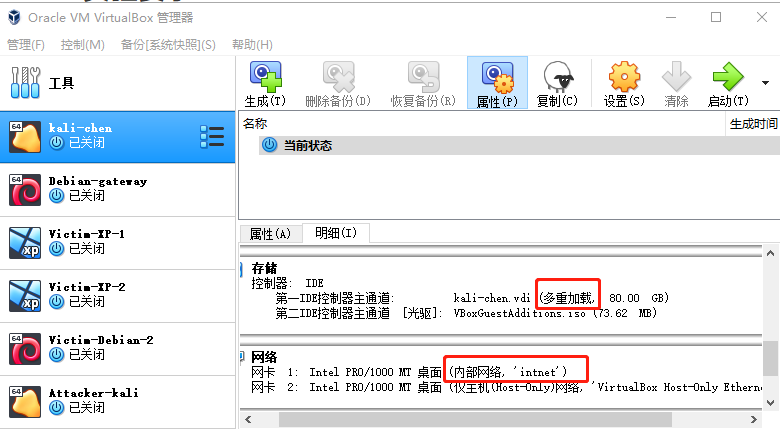 Oracle VM VirtualBox 管理器
管理(F) 控制(M) 备份[系统快照](S) 帮助(H)
工具
生成(T) 删除备份(D) 恢复备份(R) 属性(P) 复制(C) 设置(S) 清除 启动(T)
名称 生成时间
当前状态
64 kali-chen
已关闭
64 Debian-gateway
已关闭
Victim-XP-1
xp 已关闭
Victim-XP-2
xp 已关闭
64 Victim-Debian-2
已关闭
64 Attacker-kali
已关闭
属性(A) 明细(I)
存储
控制器: IDE
第一IDE控制器主通道: kali-chen.vdi (多重加载, 80.00 GB)
第二IDE控制器主通道 [光驱]: VBoxGuestAdditions.iso (73.62 MB)
网络
网卡 1: Intel PRO/1000 MT 桌面 (内部网络, 'intnet')
网卡 2: Intel PRO/1000 MT 桌面 (仅主机(Host-Only)网络, 'VirtualBox Host-Only Etherne